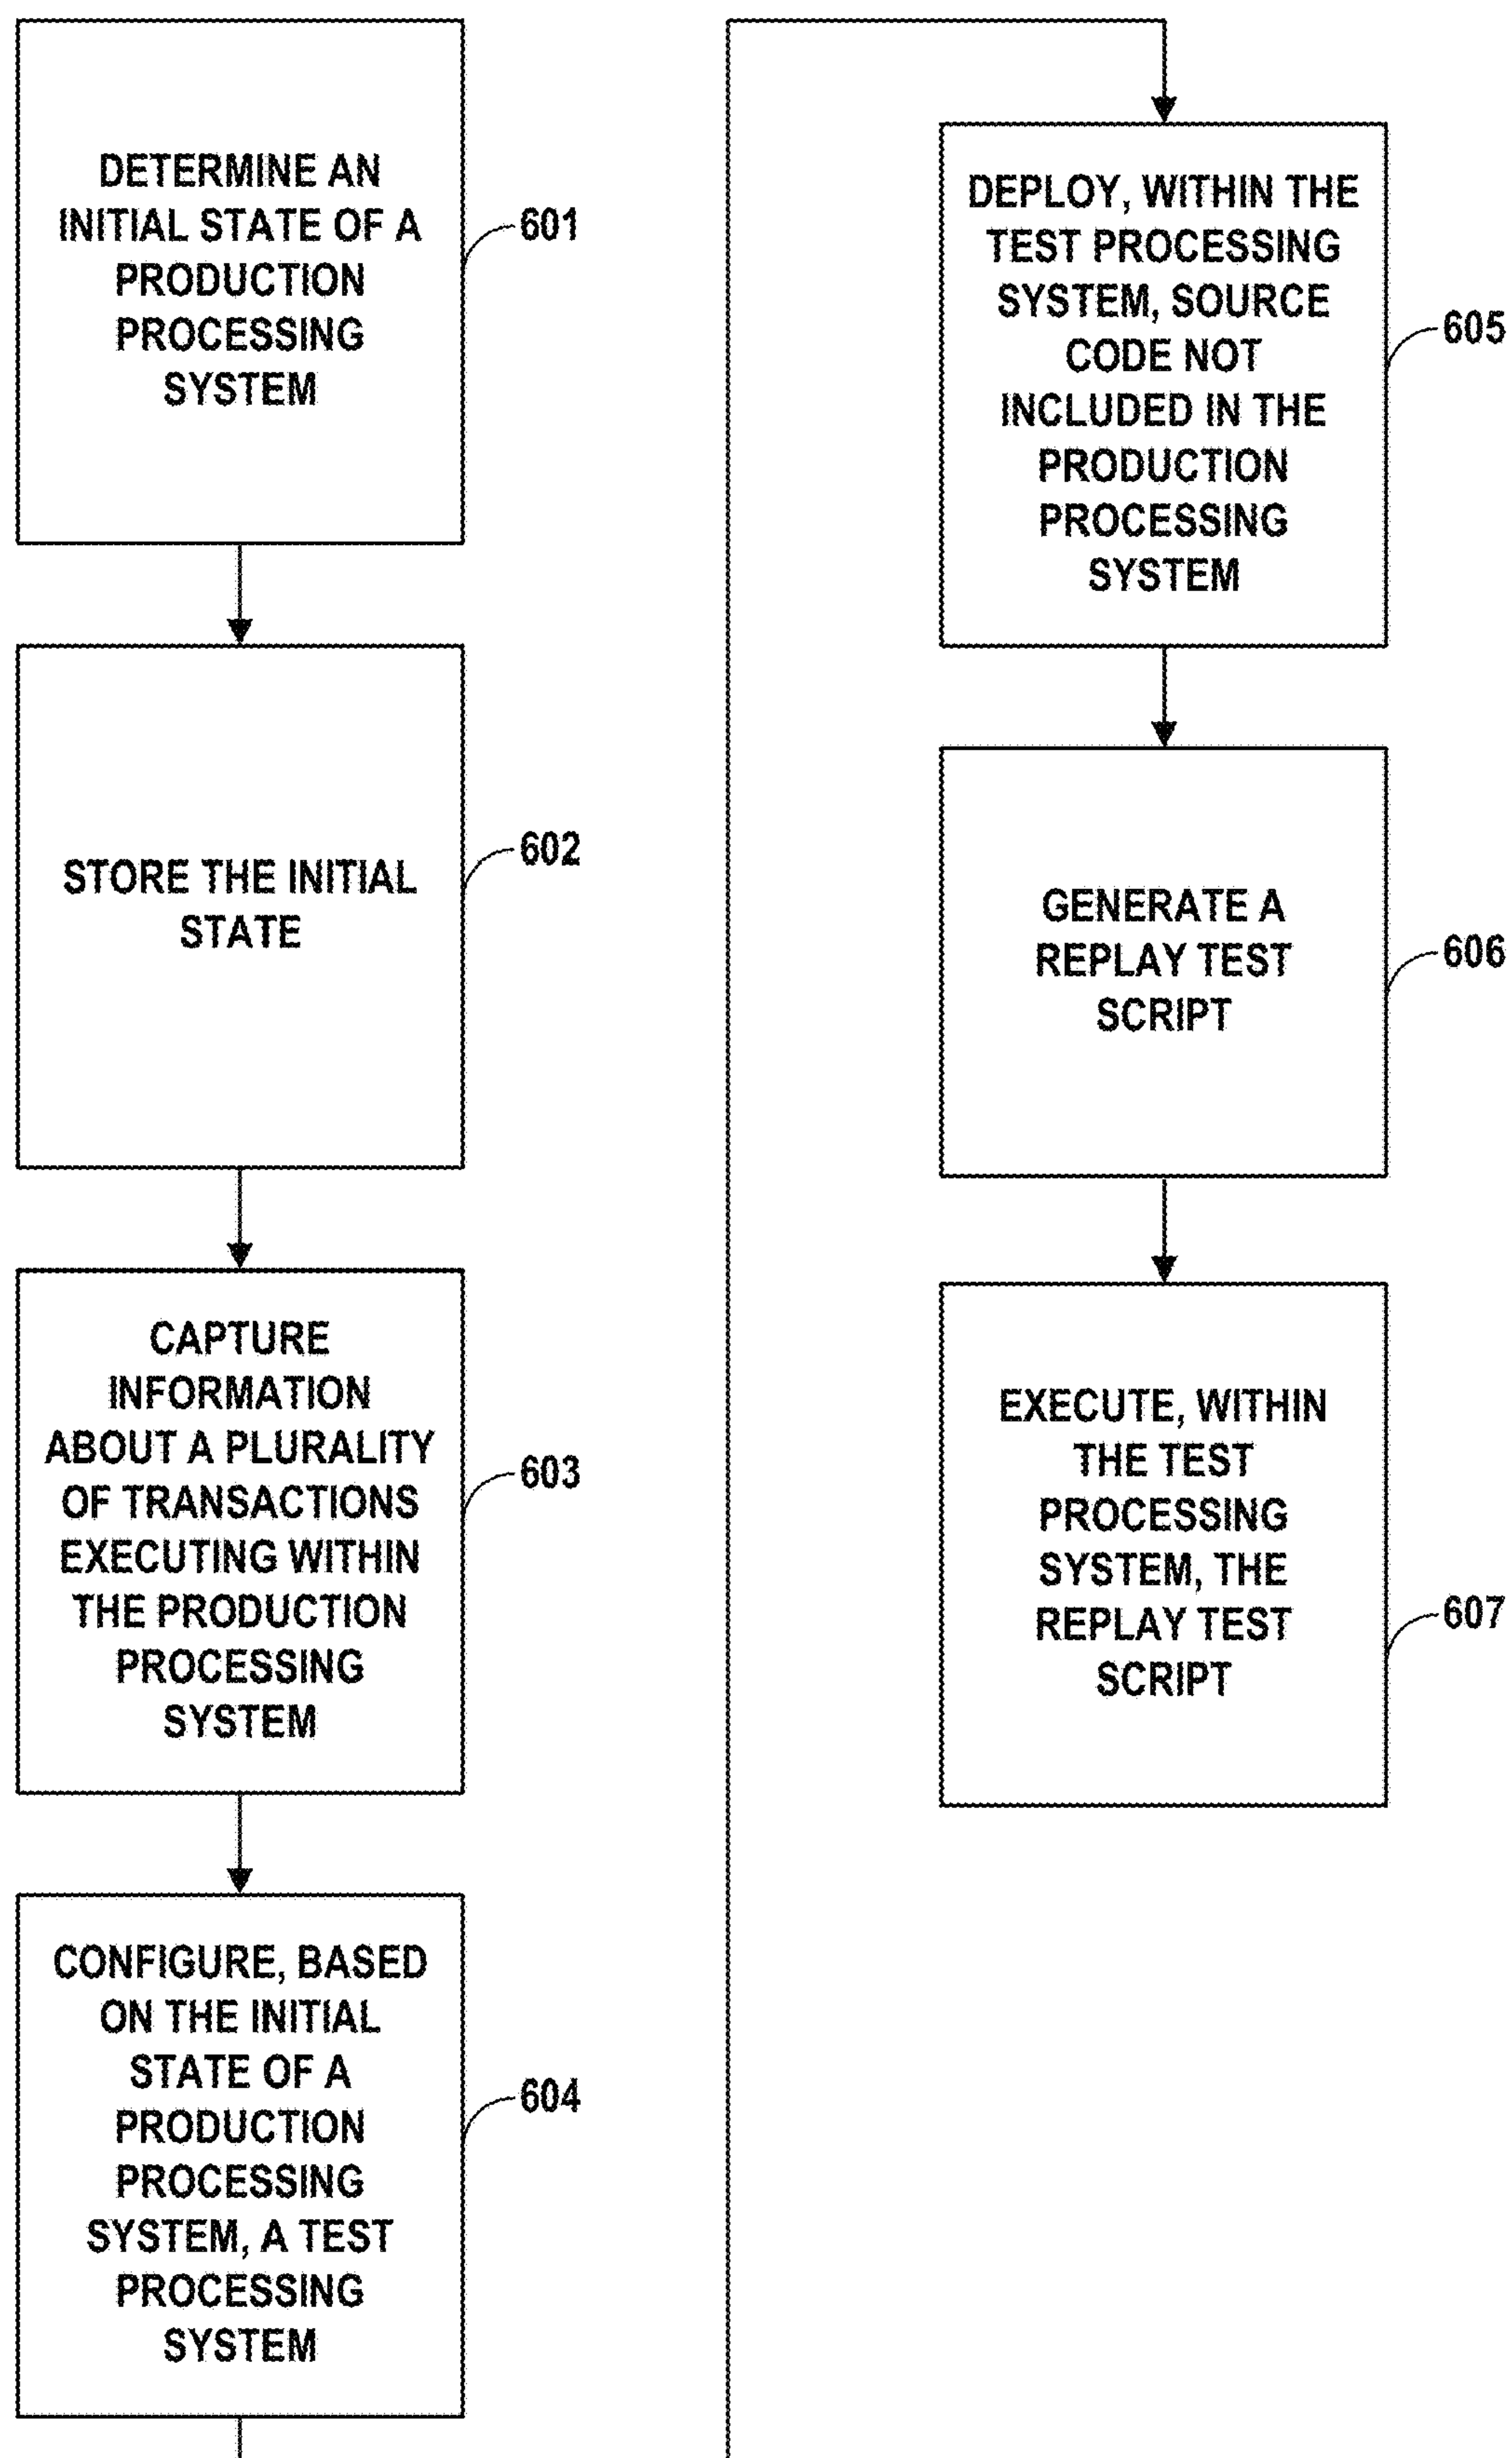 DETERMINE AN
INITIAL STATE OF A
PRODUCTION
PROCESSING
SYSTEM
601
STORE THE INITIAL
STATE
602
CAPTURE
INFORMATION
ABOUT A PLURALITY
OF TRANSACTIONS
EXECUTING WITHIN
THE PRODUCTION
PROCESSING
SYSTEM
603
CONFIGURE, BASED
ON THE INITIAL
STATE OF A
PRODUCTION
PROCESSING
SYSTEM, A TEST
PROCESSING
SYSTEM
604
DEPLOY, WITHIN THE
TEST PROCESSING
SYSTEM, SOURCE
CODE NOT
INCLUDED IN THE
PRODUCTION
PROCESSING
SYSTEM
605
GENERATE A
REPLAY TEST
SCRIPT
606
EXECUTE, WITHIN
THE TEST
PROCESSING
SYSTEM, THE
REPLAY TEST
SCRIPT
607